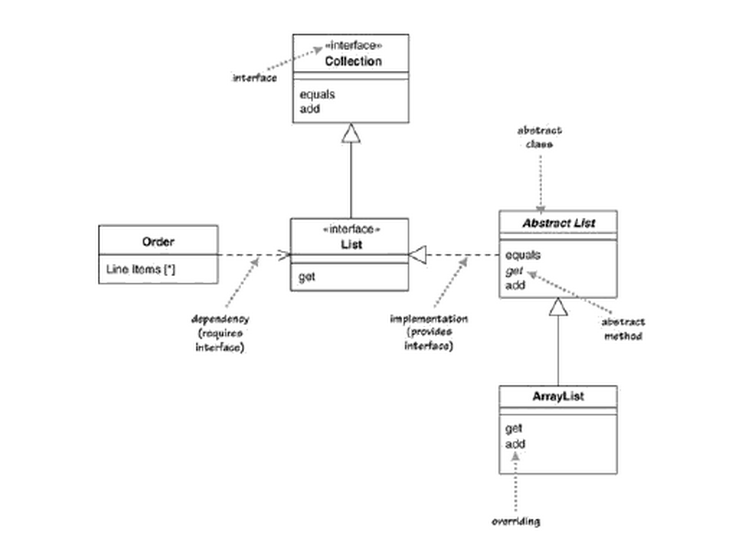 «interface»
Collection
interface
equals
add
abstract
class
«interface»
List
get
Abstract List
equals
get
add
Order
Line Items [*]
dependency
(requires
interface)
implementation
(provides
interface)
abstract
method
ArrayList
get
add
overriding